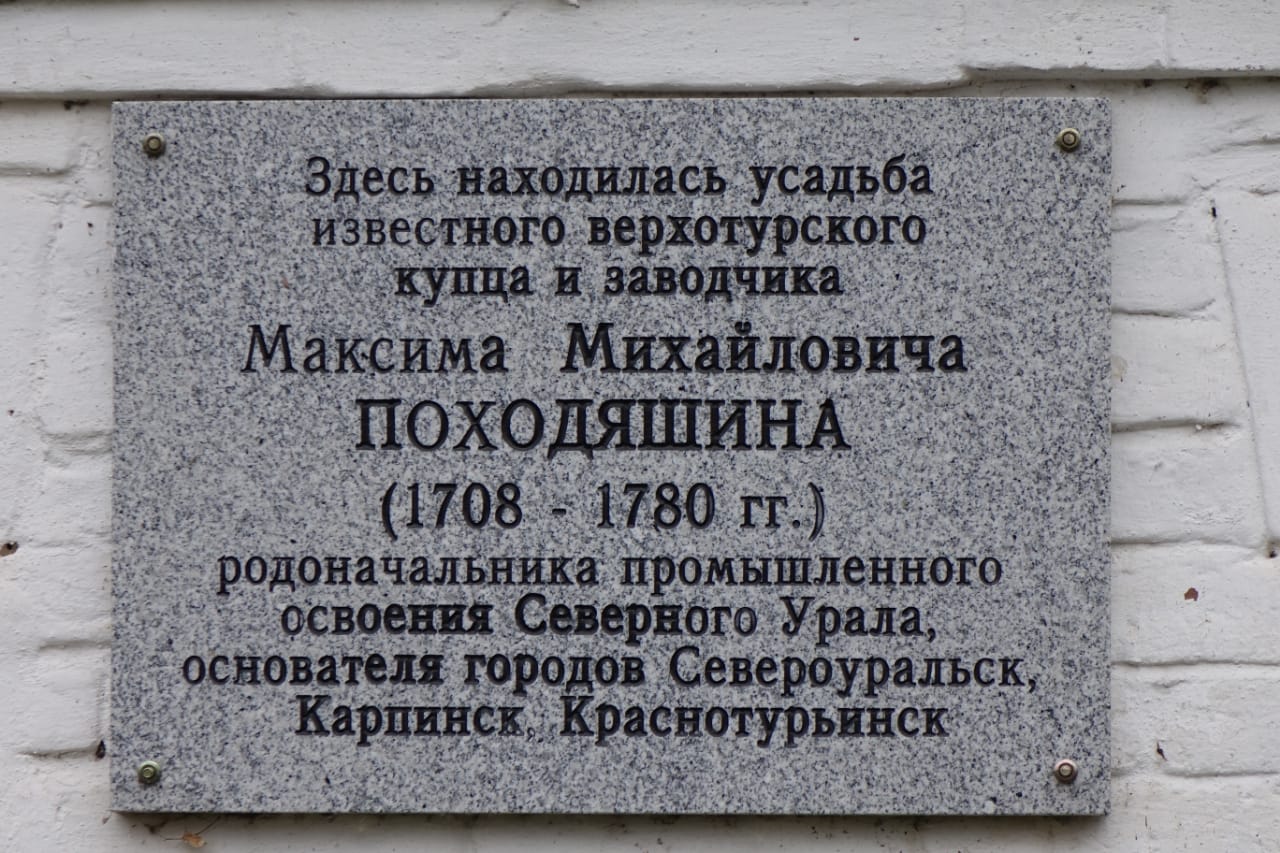 Здесь находилась усадьба
известного верхотурского
купца и заводчика
Максима Михайловича
ПОХОДЯШИНА
(1708 - 1780 гг.)
родоначальника промышленного
освоения Северного Урала,
основателя городов Североуральск,
Карпинск, Краснотурьинск